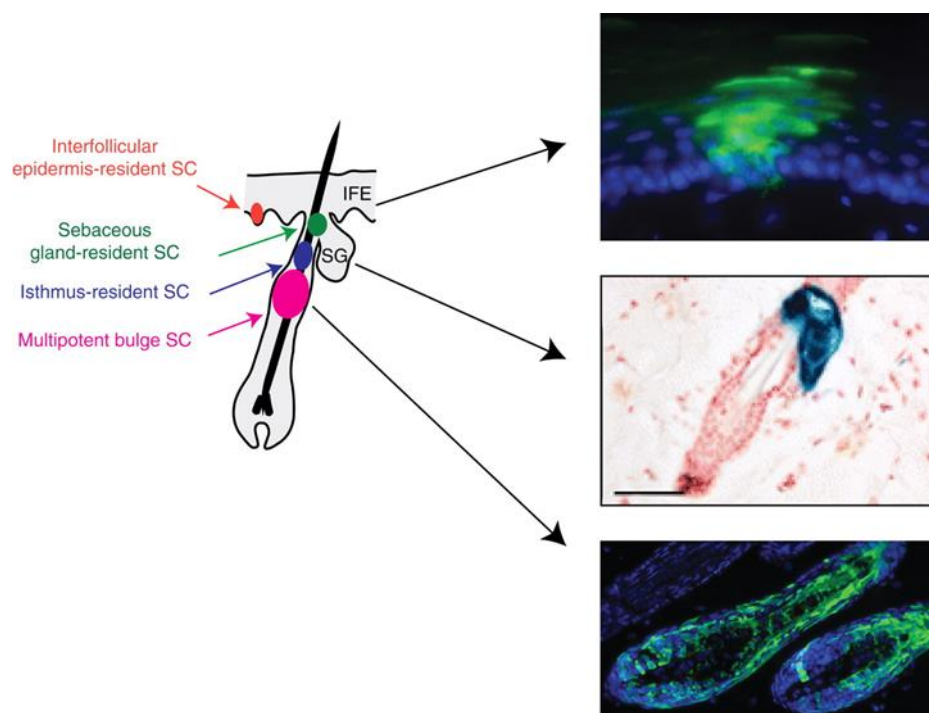 Interfollicular
epidermis-resident SC
IFE
Sebaceous
gland-resident SC
SG
Isthmus-resident SC
Multipotent bulge SC